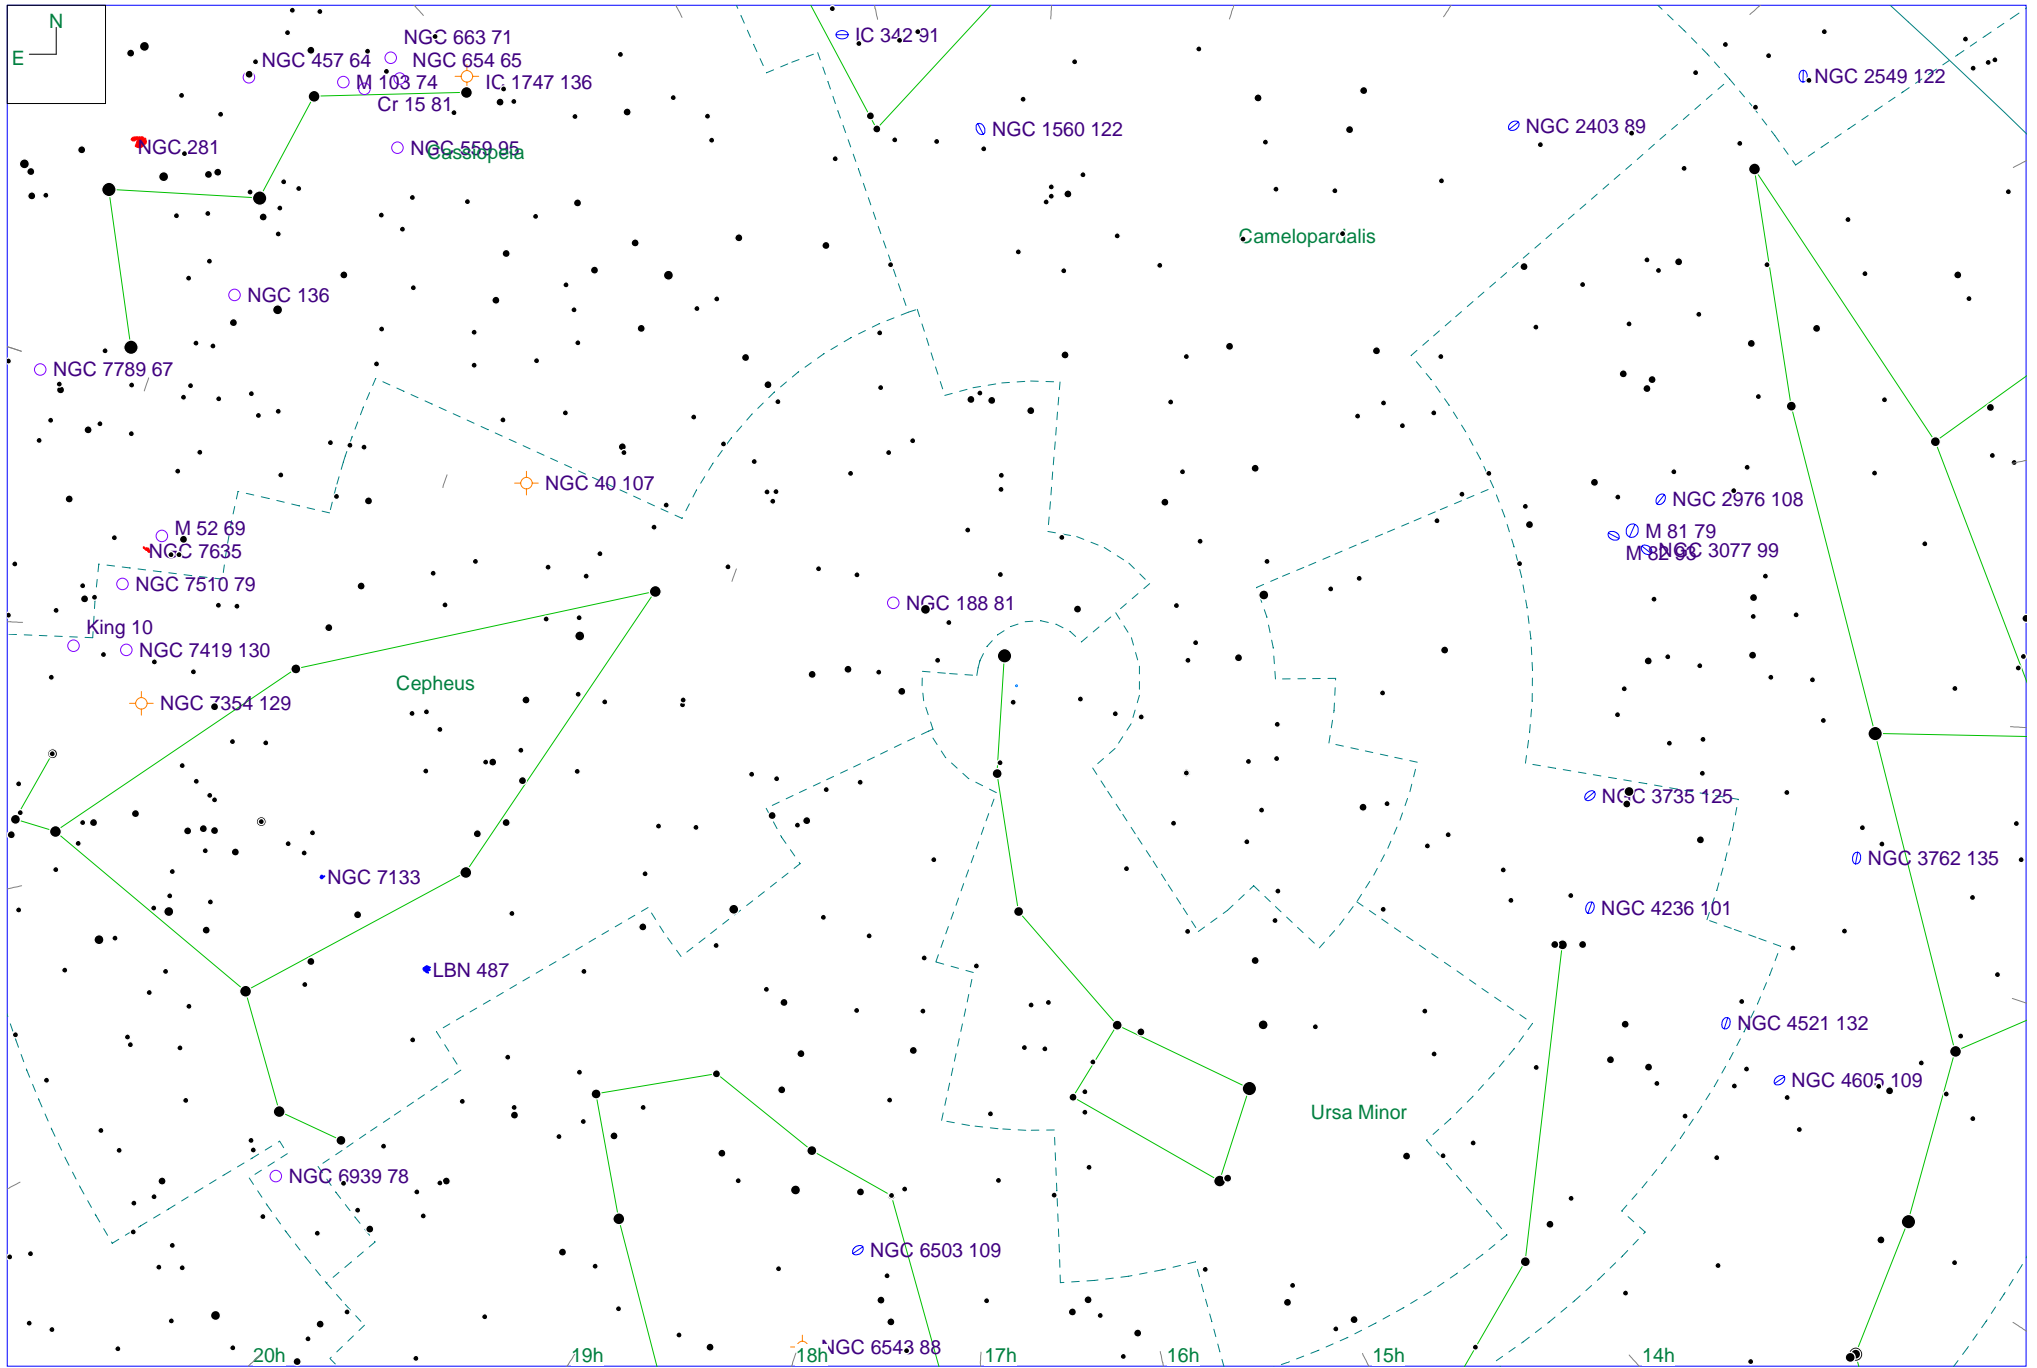 N
E
NGC 663 71
IC 342 91
NGC 457 64
NGC 654 65
NGC 2549 122
M 103 74
IC 1747 136
Cr 15 81
NGC 1560 122
NGC 2403 89
NGC 281
NGC 559 95
Cassiopeia
Camelopardalis
NGC 136
NGC 7789 67
NGC 40 107
NGC 2976 108
M 52 69
M 81 79
NGC 7635
NGC 3077 99
M 82 93
NGC 7510 79
NGC 188 81
King 10
NGC 7419 130
Cepheus
NGC 7354 129
NGC 3735 125
NGC 3762 135
NGC 7133
NGC 4236 101
LBN 487
NGC 4521 132
NGC 4605 109
Ursa Minor
NGC 6939 78
NGC 6503 109
NGC 6543 88
20h
19h
18h
17h
16h
15h
14h